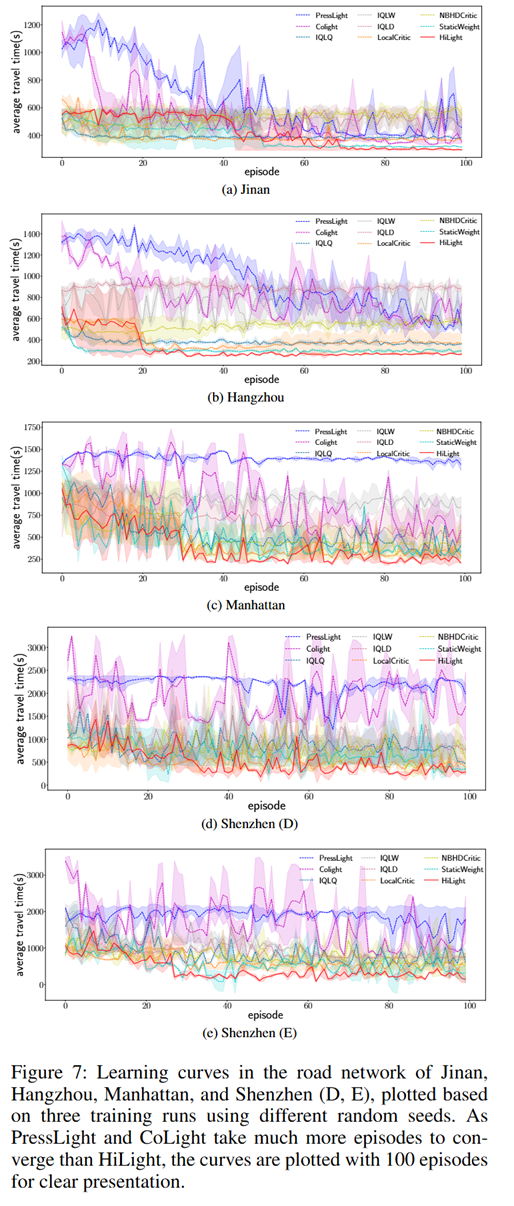 average travel time(s)
1200
1000
800
600
400
PressLight IQLW NBHDCritic
Colight IQLD StaticWeight
IQLQ LocalCritic HiLight
0 20 40 60 80 100
episode
(a) Jinan
average travel time(s)
1400
1200
1000
800
600
400
200
PressLight IQLW NBHDCritic
Colight IQLD StaticWeight
IQLQ LocalCritic HiLight
0 20 40 60 80 100
episode
(b) Hangzhou
average travel time(s)
1750
1500
1250
1000
750
500
250
PressLight IQLW NBHDCritic
Colight IQLD StaticWeight
IQLQ LocalCritic HiLight
0 20 40 60 80 100
episode
(c) Manhattan
average travel time(s)
3000
2500
2000
1500
1000
500
0
PressLight IQLW NBHDCritic
Colight IQLD StaticWeight
IQLQ LocalCritic HiLight
0 20 40 60 80 100
episode
(d) Shenzhen (D)
average travel time(s)
3000
2000
1000
0
PressLight IQLW NBHDCritic
Colight IQLD StaticWeight
IQLQ LocalCritic HiLight
0 20 40 60 80 100
episode
(e) Shenzhen (E)
Figure 7: Learning curves in the road network of Jinan,
Hangzhou, Manhattan, and Shenzhen (D, E), plotted based
on three training runs using different random seeds. As
PressLight and CoLight take much more episodes to con-
verge than HiLight, the curves are plotted with 100 episodes
for clear presentation.